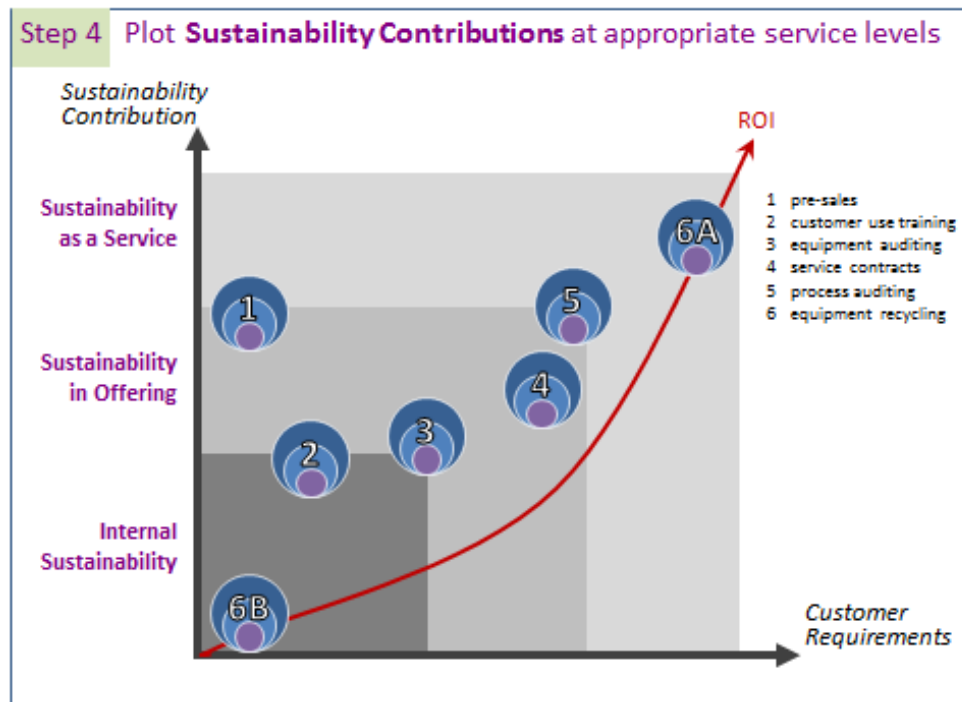 Step 4 Plot Sustainability Contributions at appropriate service levels
Sustainability
Contribution
ROI
Sustainability
as a Service
6A
1 pre-sales
2 customer use training
3 equipment auditing
4 service contracts
5 process auditing
6 equipment recycling
1
5
Sustainability
in Offering
4
3
2
Internal
Sustainability
6B
Customer
Requirements